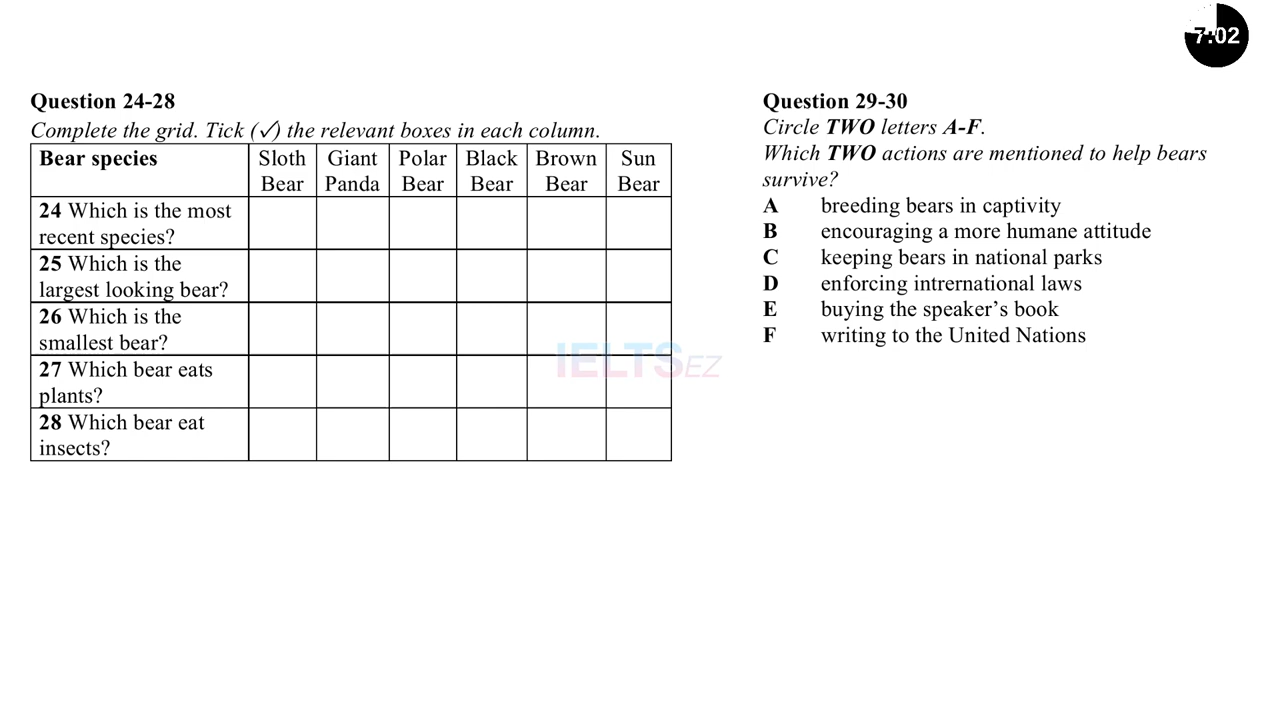 7:02
Question 24-28
Complete the grid. Tick (✓) the relevant boxes in each column.
Bear species
Sloth Bear
Giant Panda
Polar Bear
Black Bear
Brown Bear
Sun Bear
24 Which is the most
recent species?
25 Which is the
largest looking bear?
26 Which is the
smallest bear?
27 Which bear eats
plants?
28 Which bear eat
insects?
Question 29-30
Circle TWO letters A-F.
Which TWO actions are mentioned to help bears
survive?
A breeding bears in captivity
B encouraging a more humane attitude
C keeping bears in national parks
D enforcing intrernational laws
E buying the speaker's book
F writing to the United Nations
IELTSEZ